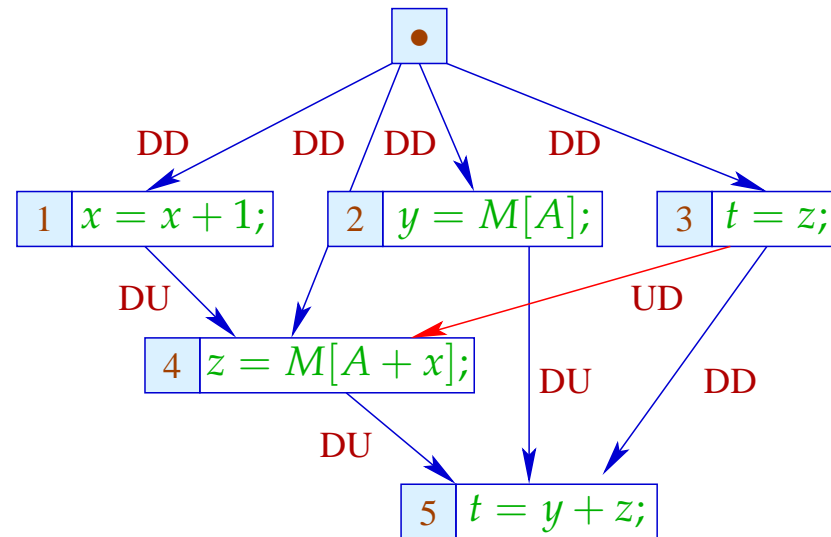 •
DD DD DD DD
1 x = x + 1; 2 y = M[A]; 3 t = z;
DU UD
4 z = M[A + x];
DU DU DD
5 t = y + z;